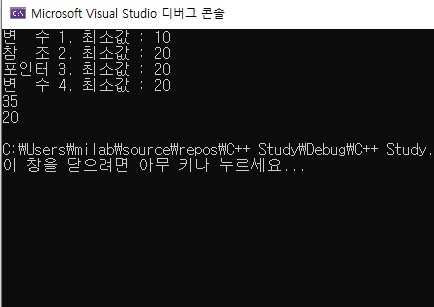 Microsoft Visual Studio 디버그 콘솔
변   수 1. 최소값 : 10
참   조 2. 최소값 : 20
포인터 3. 최소값 : 20
변   수 4. 최소값 : 20
35
20
C:₩Users₩milab₩source₩repos₩C++ Study₩Debug₩C++ Study.
이 창을 닫으려면 아무 키나 누르세요...